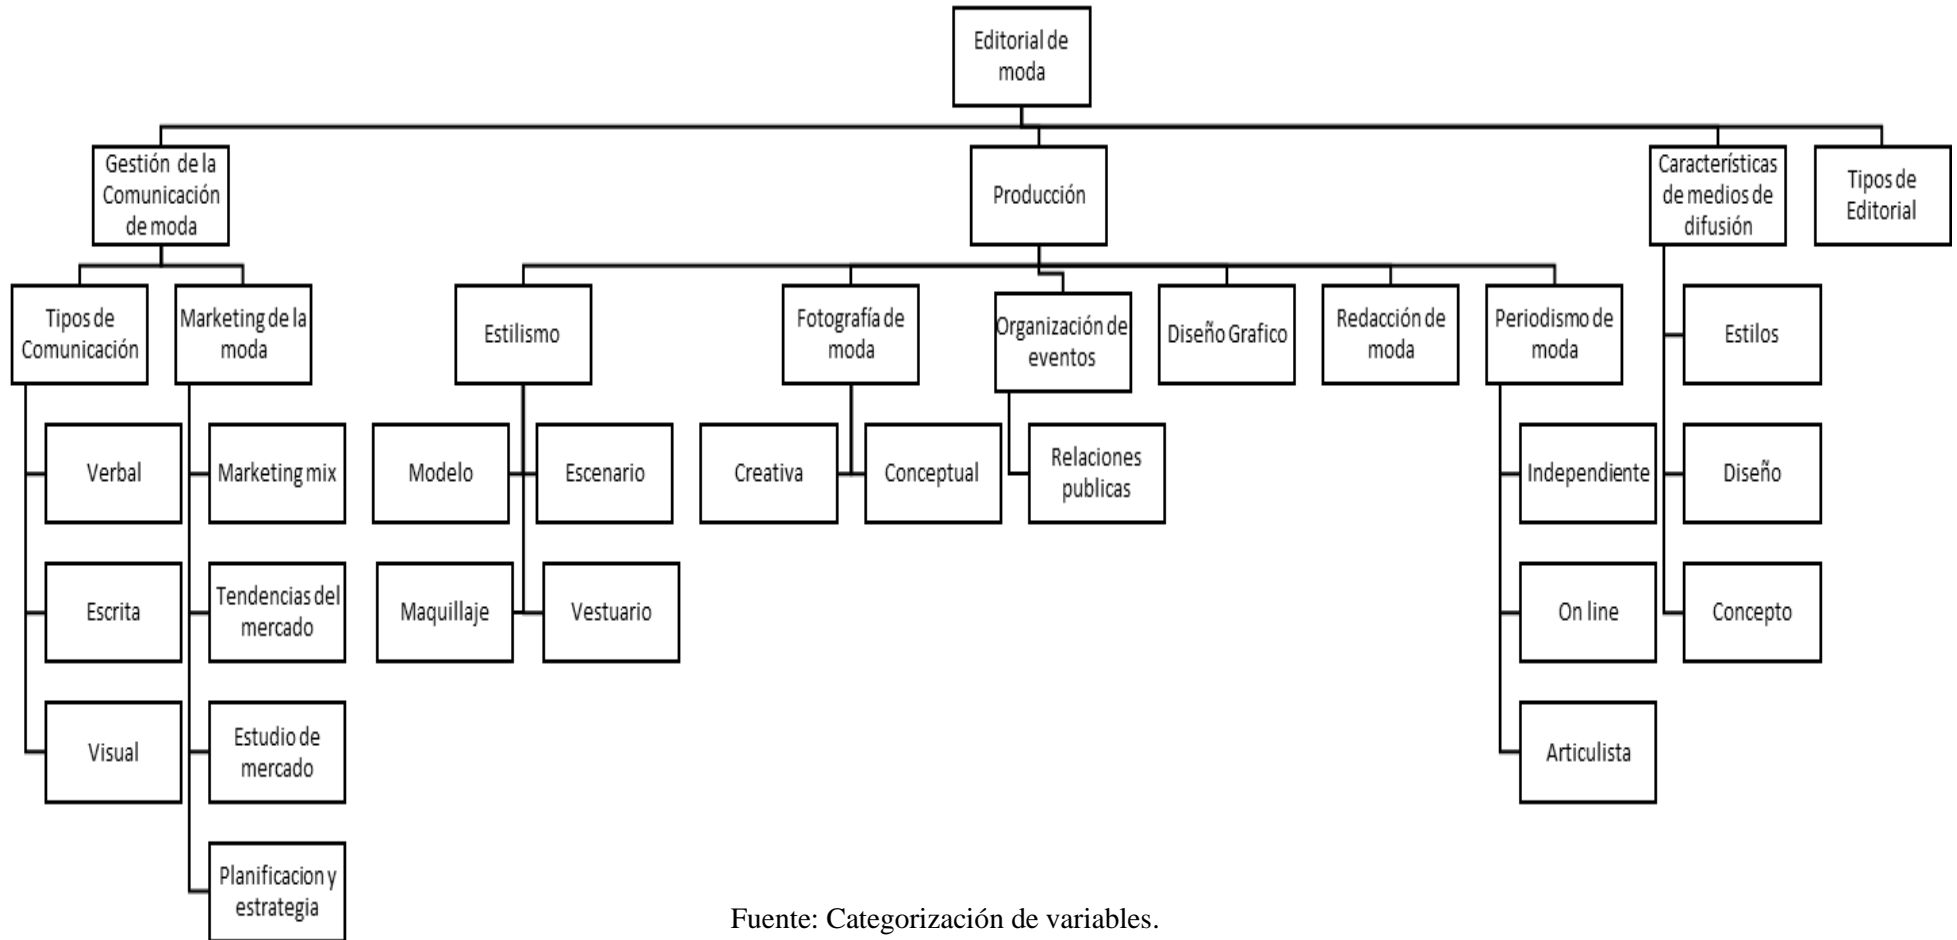 Editorial de
moda
Gestión de la
Comunicación
de moda
Producción
Características
de medios de
difusión
Tipos de
Editorial
Tipos de
Comunicación
Marketing de la
moda
Estilismo
Fotografía de
moda
Organización de
eventos
Diseño Grafico
Redacción de
moda
Periodismo de
moda
Estilos
Verbal
Marketing mix
Modelo
Escenario
Creativa
Conceptual
Relaciones
publicas
Independiente
Diseño
Escrita
Tendencias del
mercado
Maquillaje
Vestuario
On line
Concepto
Visual
Estudio de
mercado
Articulista
Planificacion y
estrategia
Fuente: Categorización de variables.